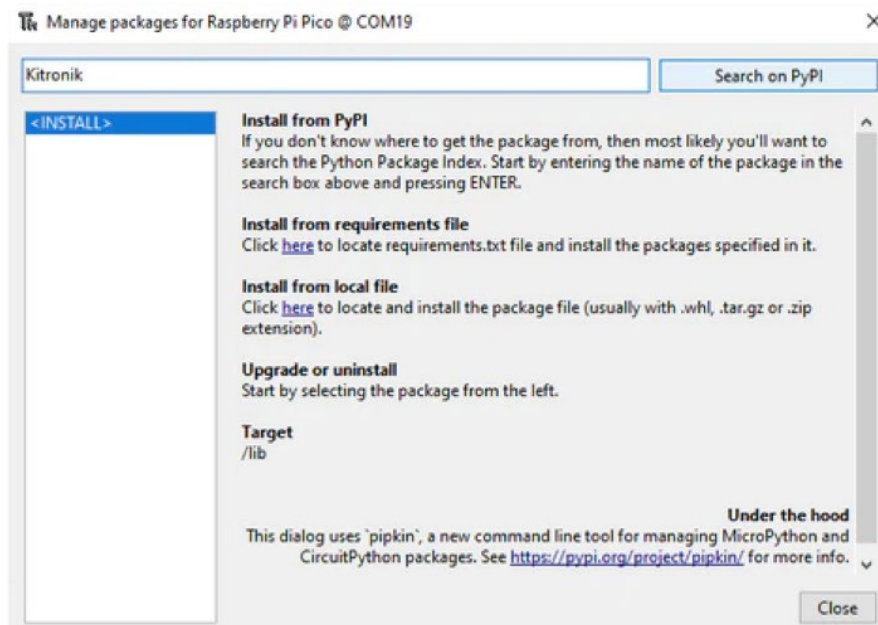 Manage packages for Raspberry Pi Pico @ COM19
Kitronik
Search on PyPI
<INSTALL>
Install from PyPI
If you don't know where to get the package from, then most likely you'll want to
search the Python Package Index. Start by entering the name of the package in the
search box above and pressing ENTER.
Install from requirements file
Click here to locate requirements.txt file and install the packages specified in it.
Install from local file
Click here to locate and install the package file (usually with .whl, .tar.gz or .zip
extension).
Upgrade or uninstall
Start by selecting the package from the left.
Target
/lib
Under the hood
This dialog uses `pipkin`, a new command line tool for managing MicroPython and
CircuitPython packages. See https://pypi.org/project/pipkin/ for more info.
Close